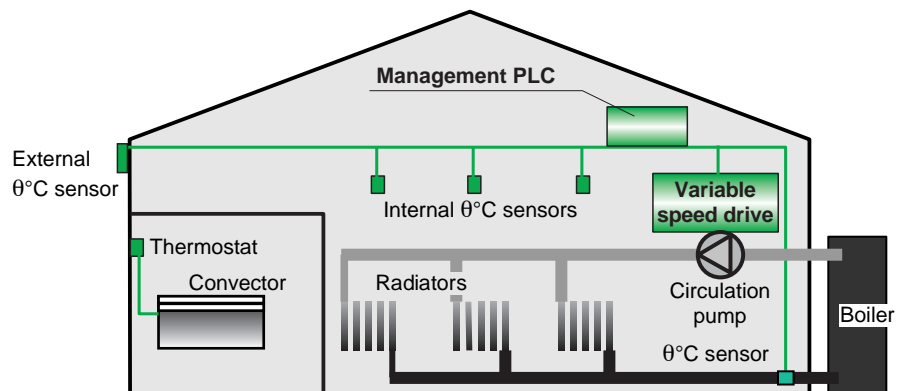 Management PLC
External
θ°C sensor
Internal θ°C sensors
Variable
speed drive
Thermostat
Convector
Radiators
Circulation
pump
Boiler
θ°C sensor